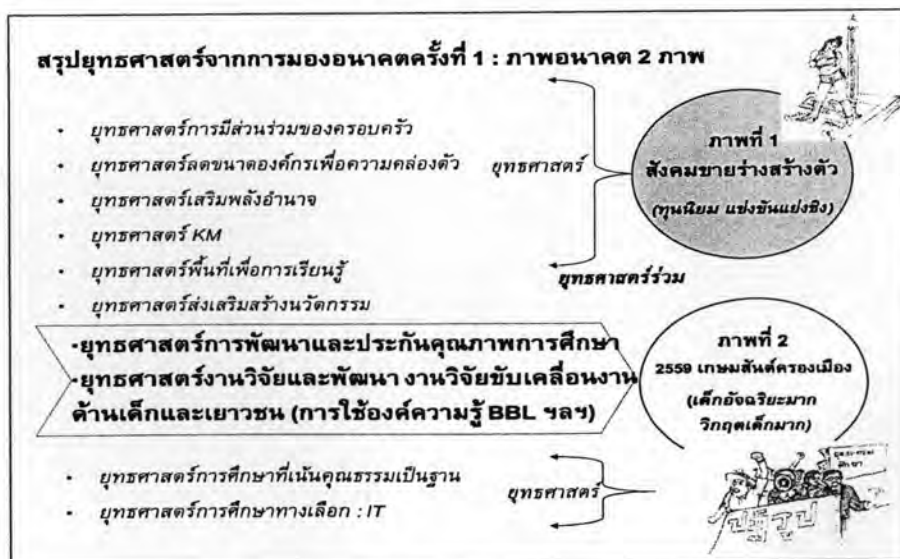 สรุปยุทธศาสตร์จากการมองอนาคตครั้งที่ 1 : ภาพอนาคต 2 ภาพ
• ยุทธศาสตร์การมีส่วนร่วมของครอบครัว
• ยุทธศาสตร์ลดขนาดองค์กรเพื่อความคล่องตัว
• ยุทธศาสตร์เสริมพลังอำนาจ
• ยุทธศาสตร์ KM
• ยุทธศาสตร์พื้นที่เพื่อการเรียนรู้
• ยุทธศาสตร์ส่งเสริมสร้างนวัตกรรม
ยุทธศาสตร์
ภาพที่ 1
สังคมขายร่างสร้างตัว
(ทุนนิยม แข่งขันแย่งชิง)
ยุทธศาสตร์ร่วม
•ยุทธศาสตร์การพัฒนาและประกันคุณภาพการศึกษา
•ยุทธศาสตร์งานวิจัยและพัฒนา งานวิจัยขับเคลื่อนงาน
ด้านเด็กและเยาวชน (การใช้องค์ความรู้ BBL ฯลฯ)
ภาพที่ 2
2559 เกษมสันต์ครองเมือง
(เด็กอัจฉริยะมาก
วิกฤตเด็กมาก)
• ยุทธศาสตร์การศึกษาที่เน้นคุณธรรมเป็นฐาน
• ยุทธศาสตร์การศึกษาทางเลือก : IT
ยุทธศาสตร์
ปฏิรูป